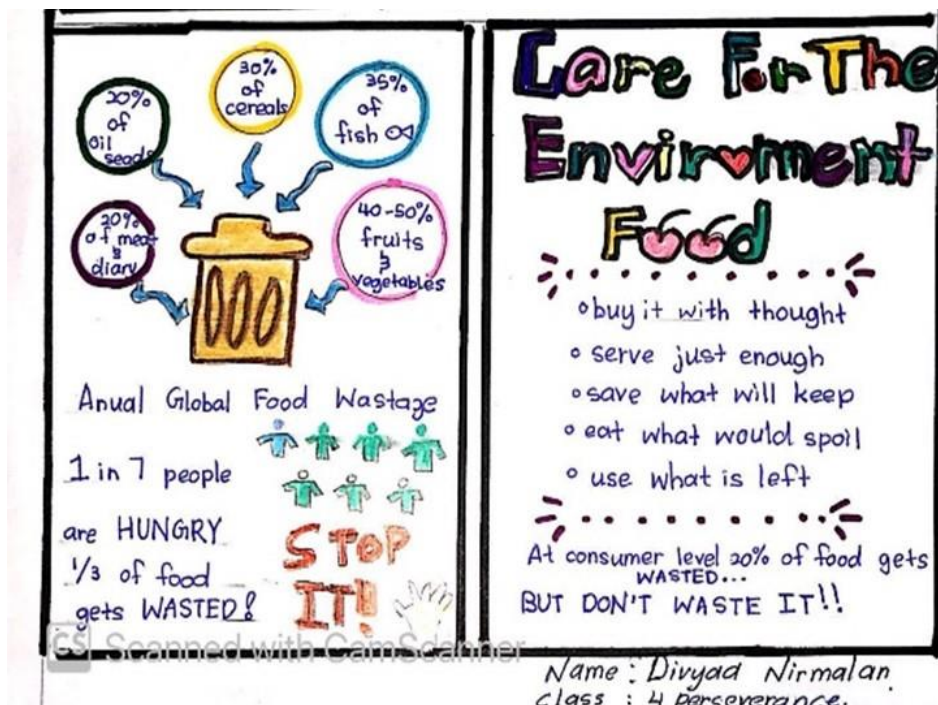 20%
of
oil
seads
30%
of
cereals
35%
of
fish
20%
of meat
&
diary
40-50%
fruits
&
vegetables
Anual Global Food Wastage
1 in 7 people
are HUNGRY
1/3 of food
gets WASTED!
STOP
IT!!
Care For The
Enviroment
Food
buy it with thought
serve just enough
save what will keep
eat what would spoil
use what is left
At consumer level 20% of food gets
WASTED...
BUT DON'T WASTE IT!!
CS Scanned with CamScanner
Name : Divyad Nirmalan
class : 4 perseverance.